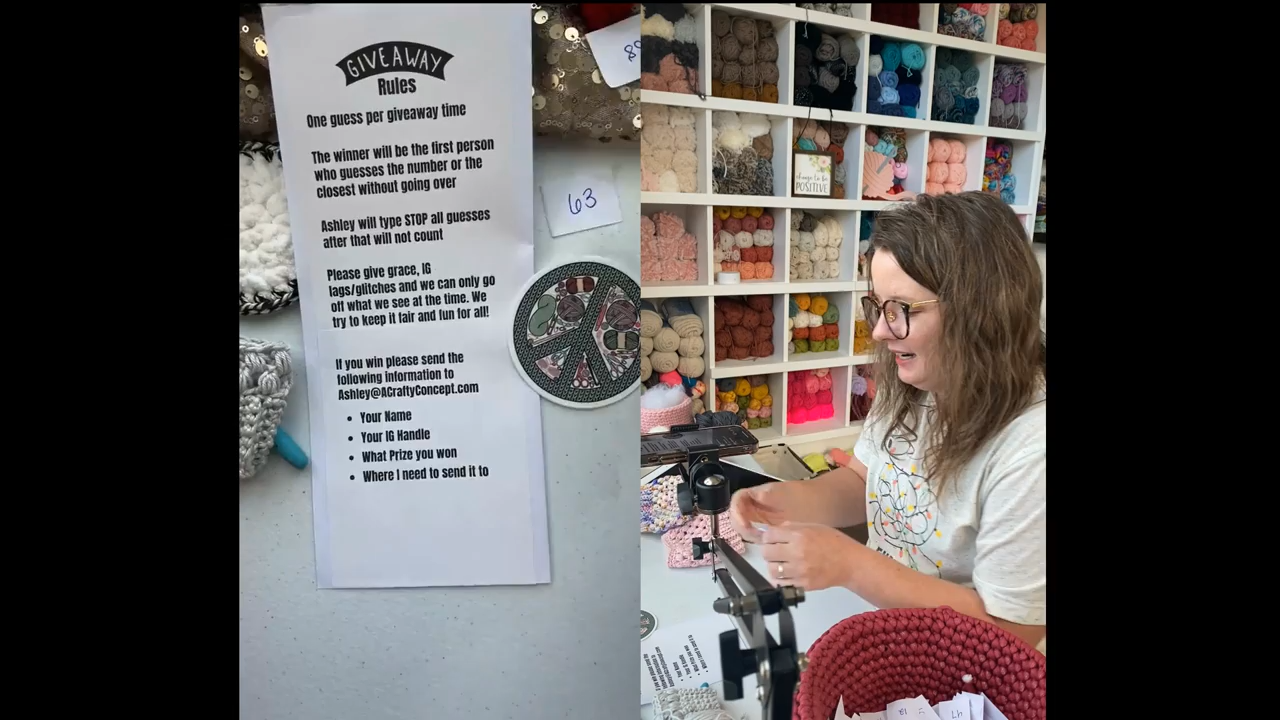 GIVEAWAY
Rules
One guess per giveaway time
The winner will be the first person
who guesses the number or the
closest without going over
Ashley will type STOP all guesses
after that will not count
Please give grace, IG
lags/glitches and we can only go
off what we see at the time. We
try to keep it fair and fun for all!
If you win please send the
following information to
Ashley@ACraftyConcept.com
• Your Name
• Your IG Handle
• What Prize you won
• Where I need to send it to
63
choose to be
POSITIVE
47